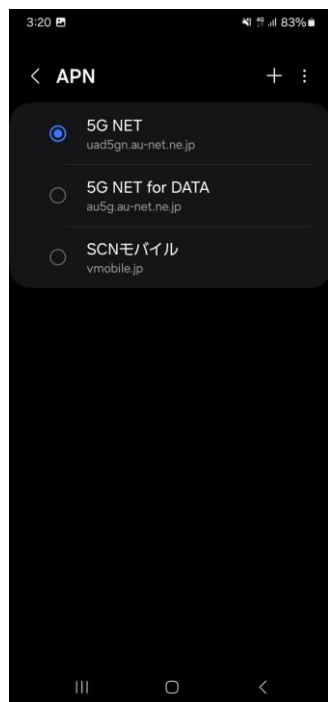 3:20
83%
APN
5G NET
uad5gn.au-net.ne.jp
5G NET for DATA
au5g.au-net.ne.jp
SCNモバイル
vmobile.jp